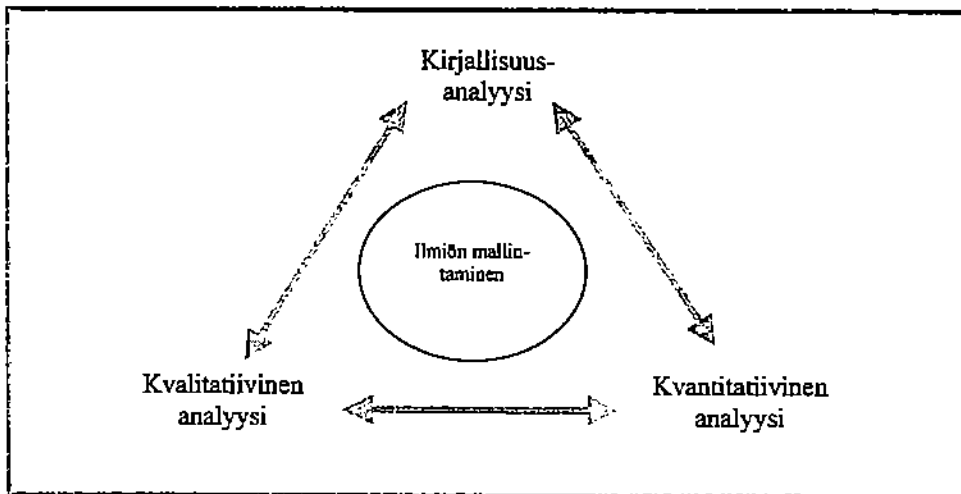 Kirjallisuus-
analyysi
Ilmiön mallin-
taminen
Kvalitatiivinen
analyysi
Kvantitatiivinen
analyysi